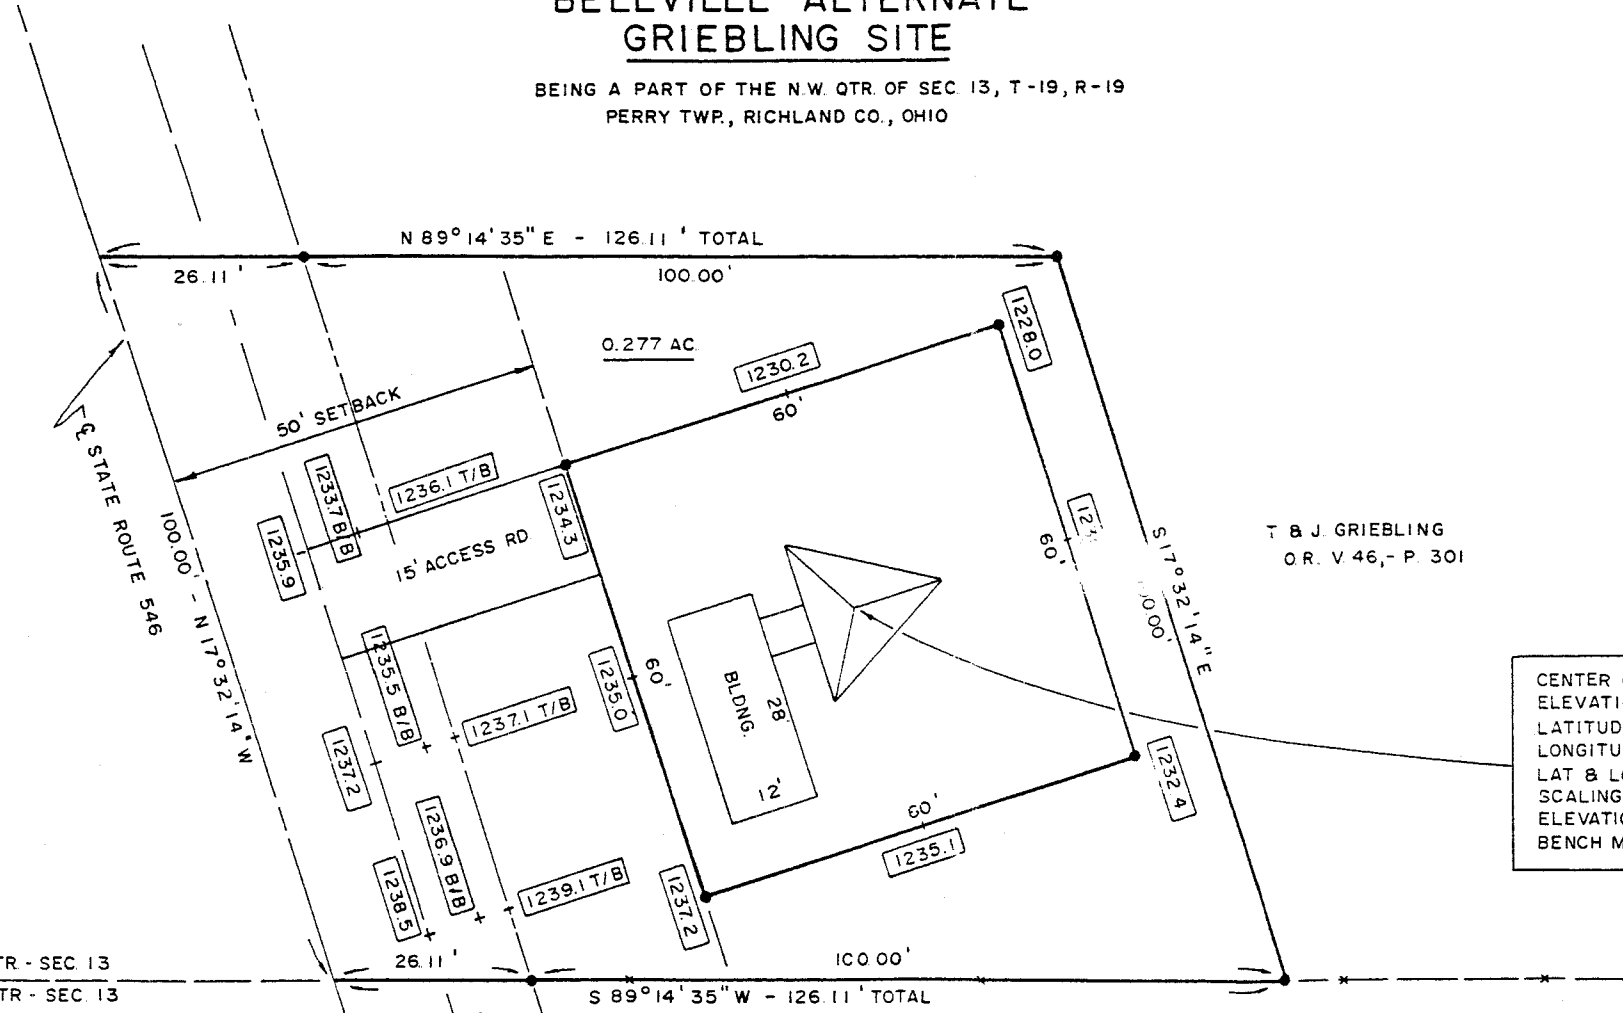 BELLVILLE ALTERNATE
GRIEBLING SITE
BEING A PART OF THE N.W. QTR. OF SEC. 13, T-19, R-19
PERRY TWP., RICHLAND CO., OHIO
N 89° 14' 35" E - 126.11' TOTAL
26.11'
100.00'
0.277 AC.
1228.0
1230.2
60'
50' SETBACK
℄ STATE ROUTE 546
100.00' - N 17° 32' 14" W
1233.7 B/B
1236.1 T/B
1234.3
1235.9
15' ACCESS RD.
60'
S 17° 32' 14" E
T & J. GRIEBLING
O.R. V. 46,- P. 301
1235.5 B/B
1237.1 T/B
1235.0
60'
BLDNG.
28'
12'
1237.2
1236.9 B/B
1238.5
1239.1 T/B
1237.2
60'
1235.1
1232.4
CENTER
SCALING
26.11'
100.00'
S 89° 14' 35" W - 126.11' TOTAL
TR. - SEC. 13
TR - SEC. 13